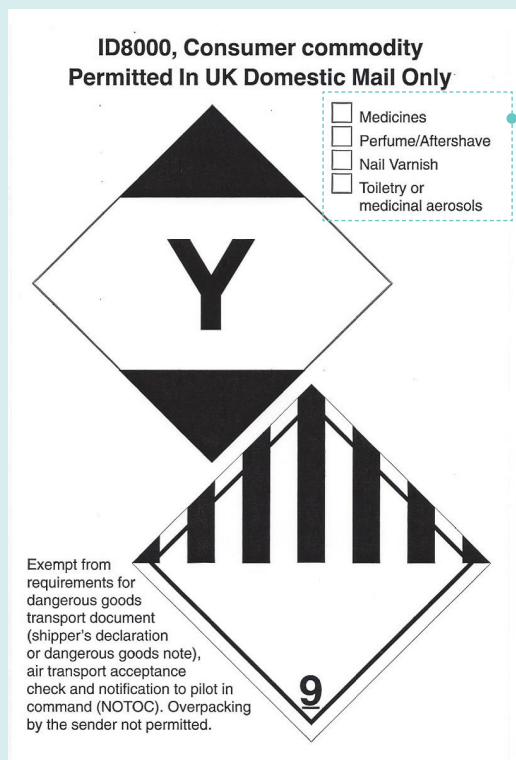 ID8000, Consumer commodity
Permitted In UK Domestic Mail Only
Medicines
Perfume/Aftershave
Nail Varnish
Toiletry or
medicinal aerosols
Y
Exempt from
requirements for
dangerous goods
transport document
(shipper's declaration
or dangerous goods note),
air transport acceptance
check and notification to pilot in
command (NOTOC). Overpacking
by the sender not permitted.
9